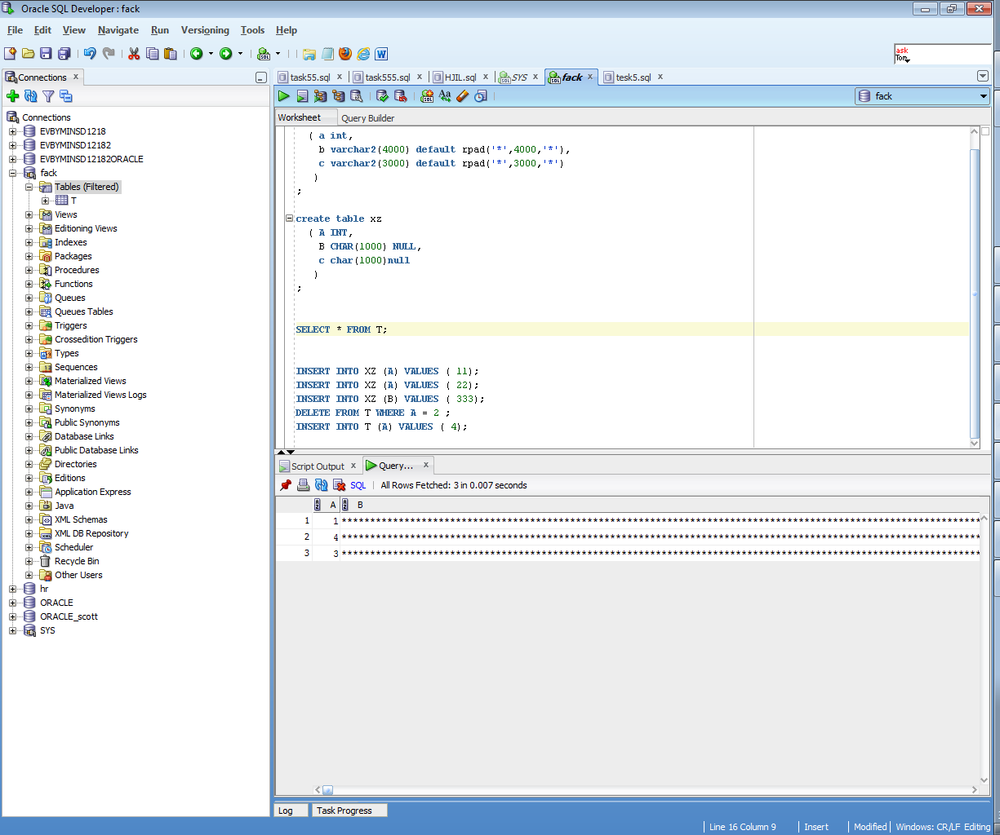 Oracle SQL Developer : fack
File Edit View Navigate Run Versioning Tools Help
ask
Tom
Connections
Connections
EVBYMINSD1218
EVBYMINSD12182
EVBYMINSD12182ORACLE
fack
Tables (Filtered)
T
Views
Editioning Views
Indexes
Packages
Procedures
Functions
Queues
Queues Tables
Triggers
Crossedition Triggers
Types
Sequences
Materialized Views
Materialized Views Logs
Synonyms
Public Synonyms
Database Links
Public Database Links
Directories
Editions
Application Express
Java
XML Schemas
XML DB Repository
Scheduler
Recycle Bin
Other Users
hr
ORACLE
ORACLE_scott
SYS
task55.sql task555.sql HJIL.sql SYS fack tesk5.sql
fack
Worksheet Query Builder
( a int,
b varchar2(4000) default rpad('*',4000,'*'),
c varchar2(3000) default rpad('*',3000,'*')
)
;
create table xz
( A INT,
B CHAR(1000) NULL,
c char(1000)null
)
;
SELECT * FROM T;
INSERT INTO XZ (A) VALUES ( 11);
INSERT INTO XZ (A) VALUES ( 22);
INSERT INTO XZ (B) VALUES ( 333);
DELETE FROM T WHERE A = 2 ;
INSERT INTO T (A) VALUES ( 4);
Script Output Query...
SQL All Rows Fetched: 3 in 0.007 seconds
A B
1 1
2 4
3 3
Log Task Progress
Line 16 Column 9 Insert Modified Windows: CR/LF Editing